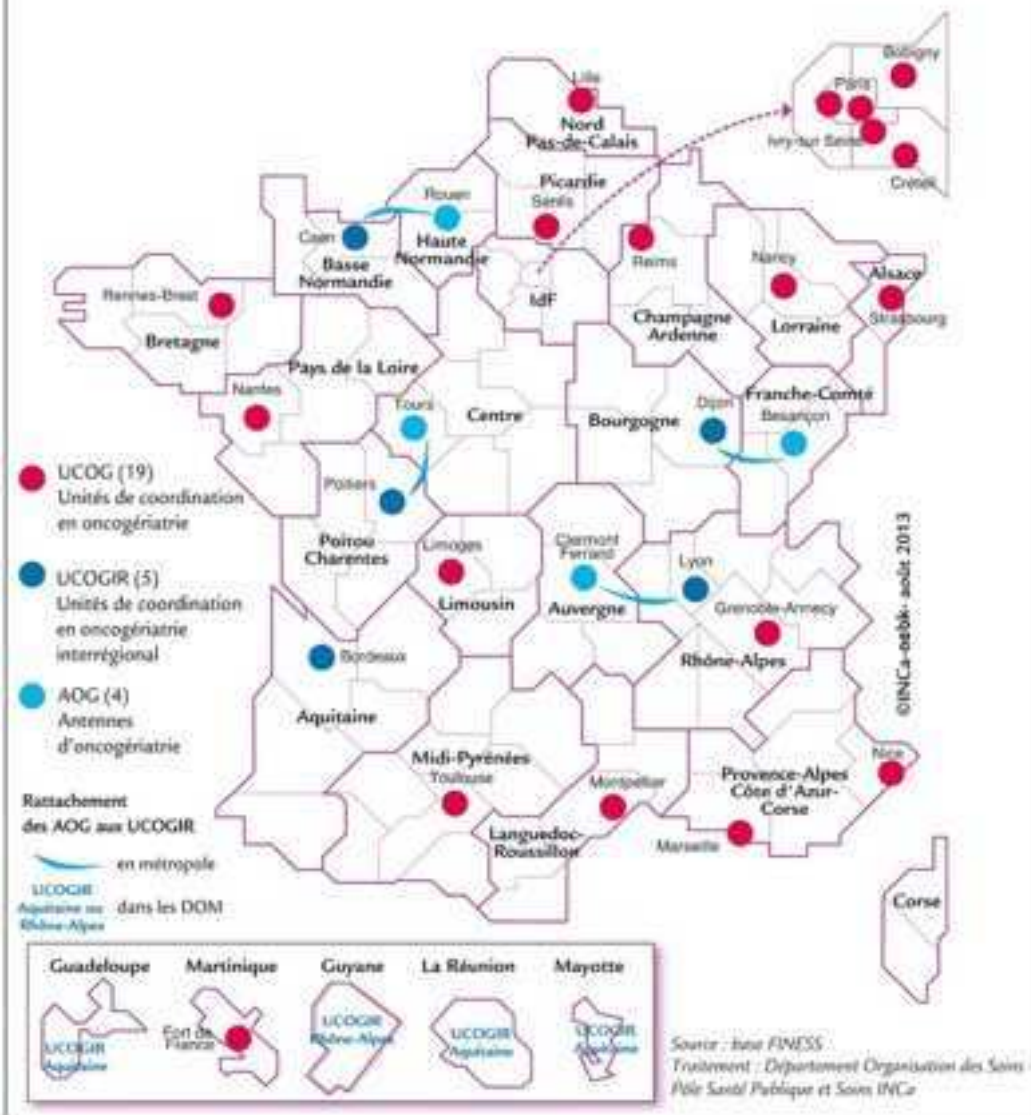 Lille
Nord
Pas-de-Calais
Bobigny
Paris
Ivry-sur Seine
Créteil
Picardie
Senlis
Rouen
Haute
Normandie
Caen
Basse
Normandie
IdF
Reims
Champagne
Ardenne
Nancy
Lorraine
Alsace
Strasbourg
Rennes-Brest
Bretagne
Pays de la Loire
Nantes
Tours
Centre
Bourgogne
Dijon
Franche-Comté
Besançon
Poitiers
Poitou
Charentes
Limoges
Limousin
Clermont
Ferrand
Auvergne
Lyon
Grenoble-Annecy
Rhône-Alpes
Bordeaux
Aquitaine
Midi-Pyrénées
Toulouse
Montpellier
Languedoc-
Roussillon
Provence-Alpes
Côte d'Azur-
Corse
Nice
Marseille
Corse
UCOG (19)
Unités de coordination
en oncogériatrie
UCOGIR (5)
Unités de coordination
en oncogériatrie
interrégional
AOG (4)
Antennes
d'oncogériatrie
Rattachement
des AOG aux UCOGIR
en métropole
UCOGIR
Aquitaine ou
Rhône-Alpes
dans les DOM
Guadeloupe
UCOGIR
Aquitaine
Martinique
Fort de
France
Guyane
UCOGIR
Rhône-Alpes
La Réunion
UCOGIR
Aquitaine
Mayotte
UCOGIR
Aquitaine
©INCa- août 2013
Source : base FINESS
Traitement : Département Organisation des Soins -
Pôle Santé Publique et Soins INCa